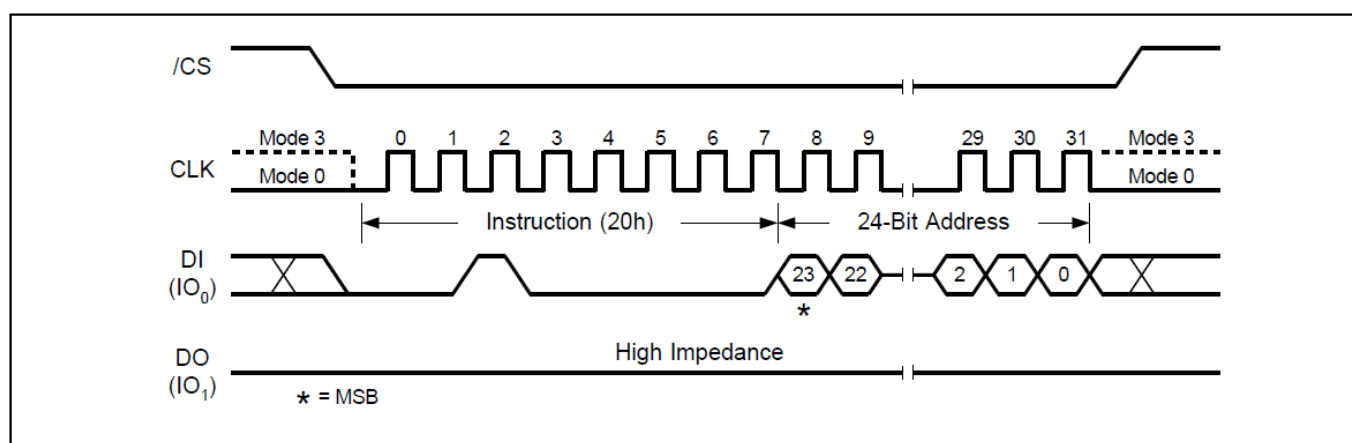 /CS
Mode 3 0 1 2 3 4 5 6 7 8 9 29 30 31 Mode 3
CLK Mode 0 Mode 0
Instruction (20h) 24-Bit Address
DI
(IO₀) 23 22 2 1 0
*
DO High Impedance
(IO₁)
* = MSB